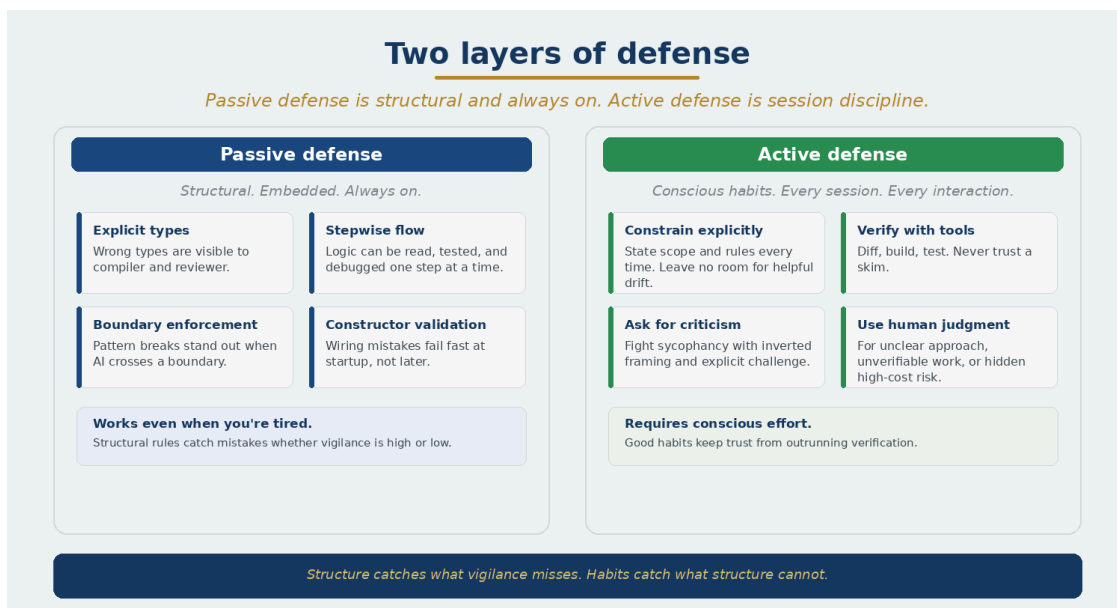 Two layers of defense
Passive defense is structural and always on. Active defense is session discipline.
Passive defense
Structural. Embedded. Always on.
Explicit types
Wrong types are visible to
compiler and reviewer.
Stepwise flow
Logic can be read, tested, and
debugged one step at a time.
Boundary enforcement
Pattern breaks stand out when
AI crosses a boundary.
Constructor validation
Wiring mistakes fail fast at
startup, not later.
Works even when you're tired.
Structural rules catch mistakes whether vigilance is high or low.
Active defense
Conscious habits. Every session. Every interaction.
Constrain explicitly
State scope and rules every
time. Leave no room for helpful
drift.
Verify with tools
Diff, build, test. Never trust a
skim.
Ask for criticism
Fight sycophancy with inverted
framing and explicit challenge.
Use human judgment
For unclear approach,
unverifiable work, or hidden
high-cost risk.
Requires conscious effort.
Good habits keep trust from outrunning verification.
Structure catches what vigilance misses. Habits catch what structure cannot.